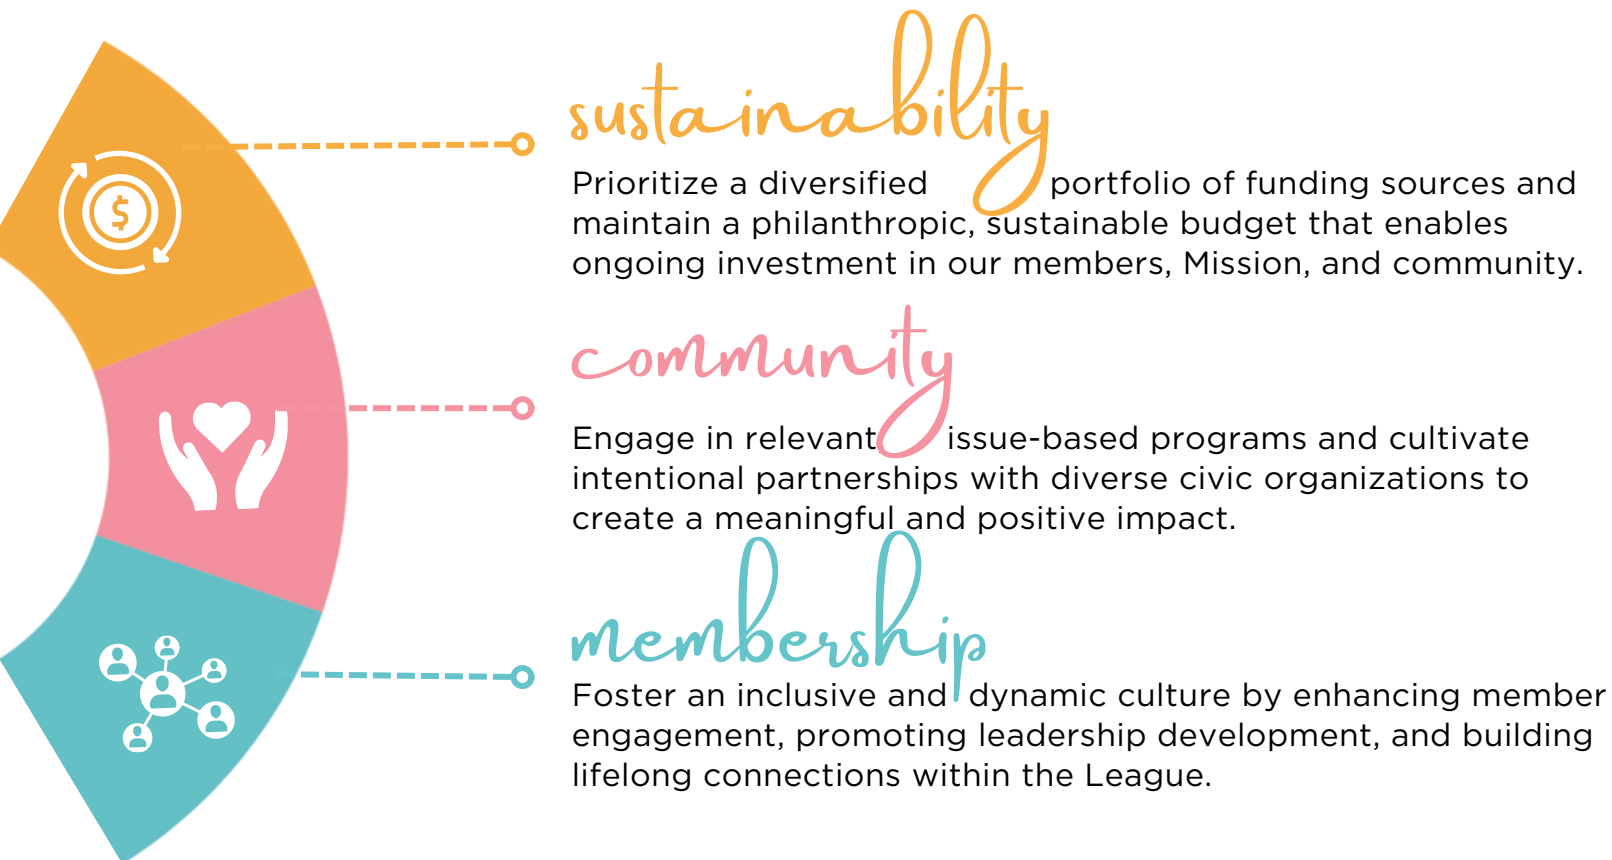 sustainability
Prioritize a diversified portfolio of funding sources and
maintain a philanthropic, sustainable budget that enables
ongoing investment in our members, Mission, and community.
community
Engage in relevant issue-based programs and cultivate
intentional partnerships with diverse civic organizations to
create a meaningful and positive impact.
membership
Foster an inclusive and dynamic culture by enhancing member
engagement, promoting leadership development, and building
lifelong connections within the League.
$